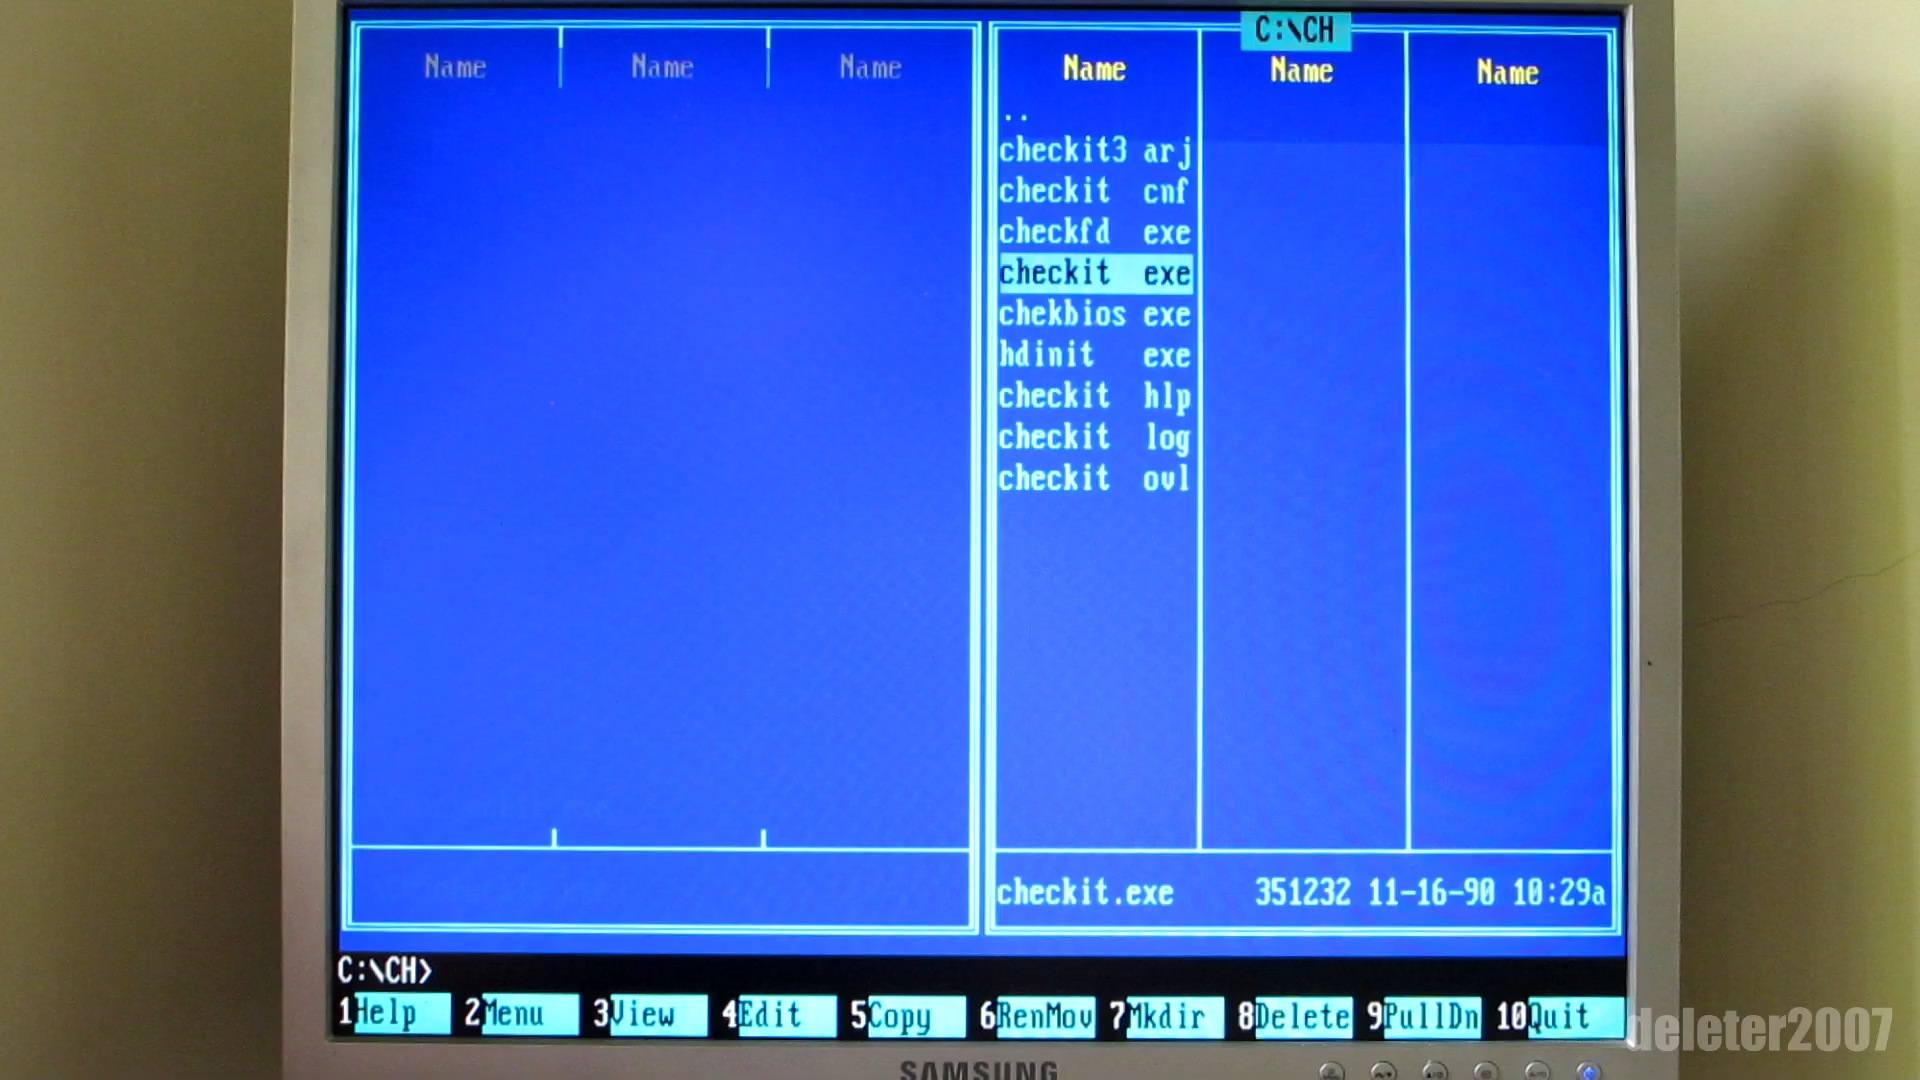 C:\CH
Name Name Name
Name Name Name
..
checkit3 arj
checkit cnf
checkfd exe
checkit exe
chekbios exe
hdinit exe
checkit hlp
checkit log
checkit ovl
checkit.exe 351232 11-16-90 10:29a
C:\CH>
1Help 2Menu 3View 4Edit 5Copy 6RenMov 7Mkdir 8Delete 9PullDn 10Quit
deleter2007
SAMSUNG